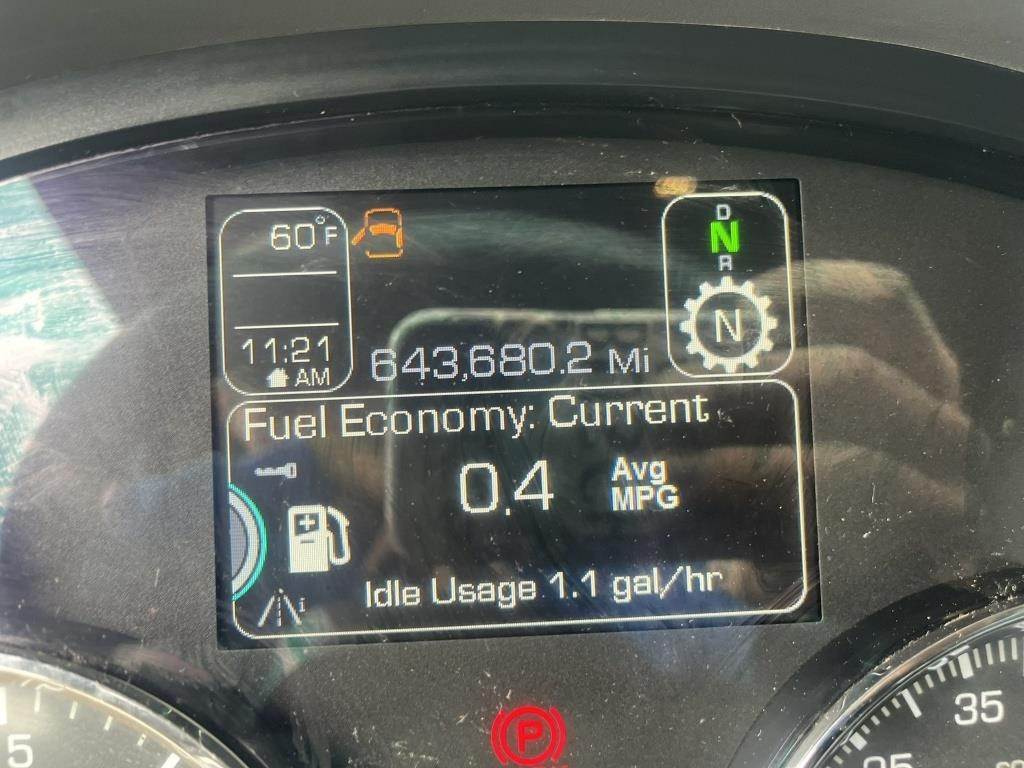 60°F
11:21
AM
643,680.2 Mi
D
N
R
N
Fuel Economy: Current
0.4 Avg
MPG
Idle Usage 1.1 gal/hr
i
P
5
35